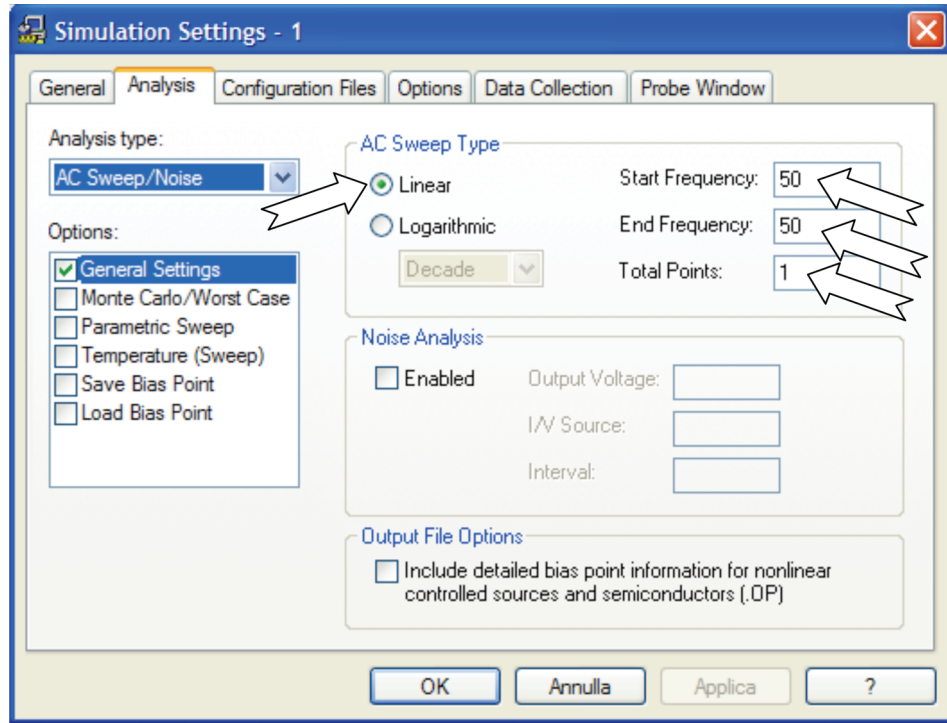 Simulation Settings - 1
General Analysis Configuration Files Options Data Collection Probe Window
Analysis type:
AC Sweep/Noise
Options:
General Settings
Monte Carlo/Worst Case
Parametric Sweep
Temperature (Sweep)
Save Bias Point
Load Bias Point
AC Sweep Type
Linear
Logarithmic
Decade
Start Frequency: 50
End Frequency: 50
Total Points: 1
Noise Analysis
Enabled
Output Voltage:
I/V Source:
Interval:
Output File Options
Include detailed bias point information for nonlinear
controlled sources and semiconductors (.OP)
OK Annulla Applica ?